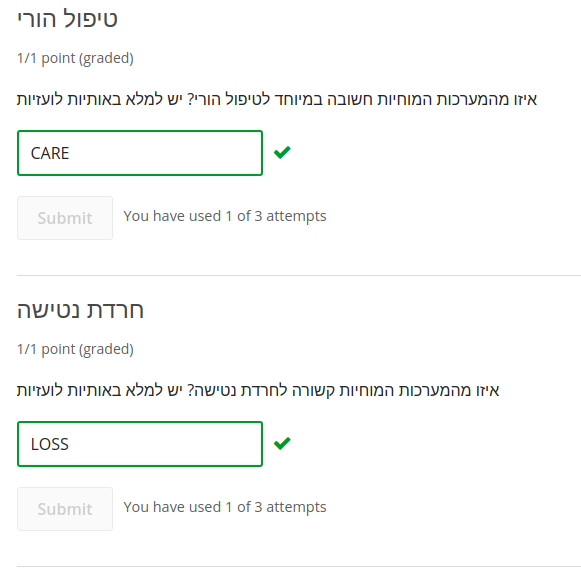 טיפול הורי
1/1 point (graded)
איזו מהמערכות המוחיות חשובה במיוחד לטיפול הורי? יש למלא באותיות לועזיות
CARE
Submit You have used 1 of 3 attempts
חרדת נטישה
1/1 point (graded)
איזו מהמערכות המוחיות קשורה לחרדת נטישה? יש למלא באותיות לועזיות
LOSS
Submit You have used 1 of 3 attempts